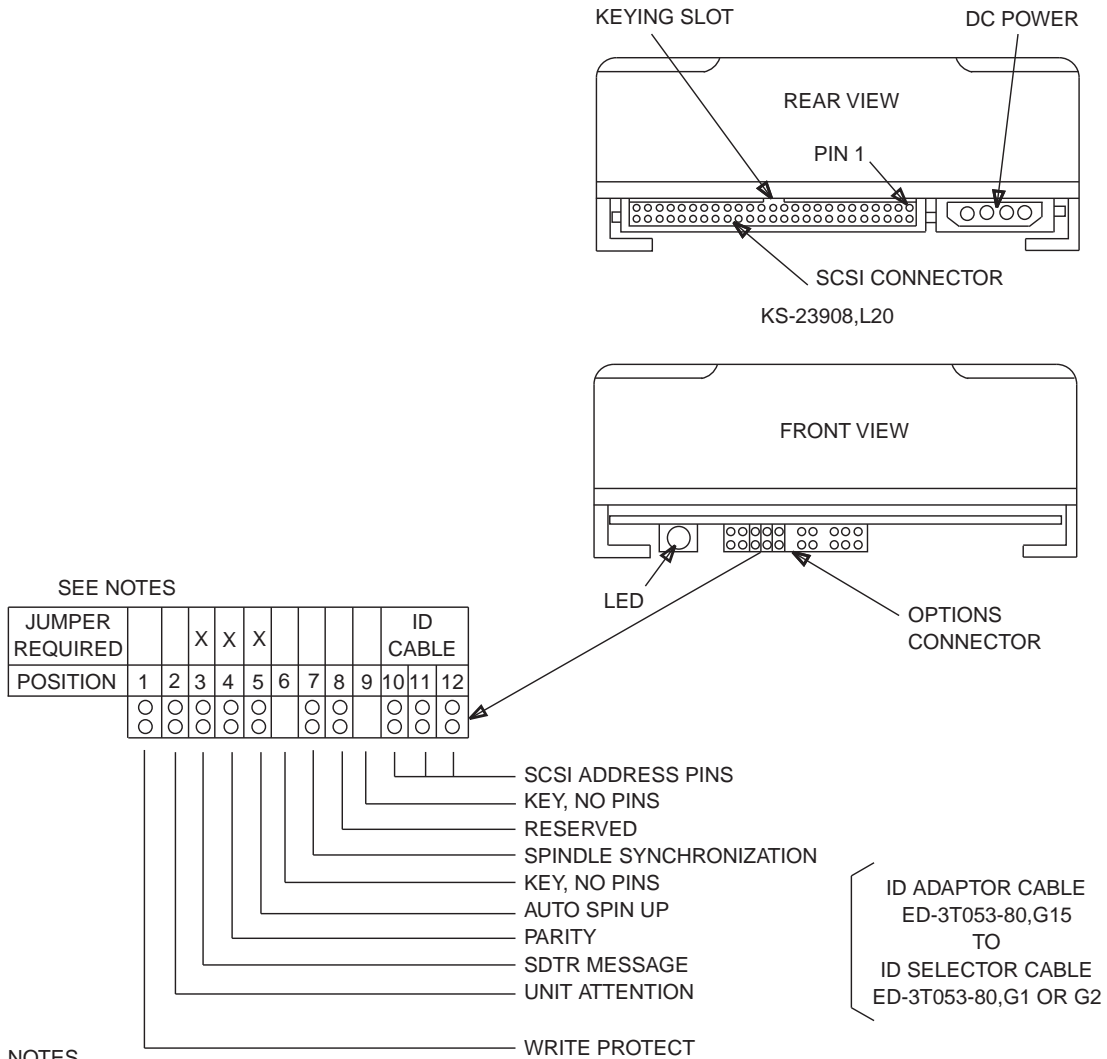 KEYING SLOT
DC POWER
REAR VIEW
PIN 1
SCSI CONNECTOR
KS-23908,L20
FRONT VIEW
LED
OPTIONS
CONNECTOR
SEE NOTES
JUMPER
REQUIRED
X X X
ID
CABLE
POSITION 1 2 3 4 5 6 7 8 9 10 11 12
SCSI ADDRESS PINS
KEY, NO PINS
RESERVED
SPINDLE SYNCHRONIZATION
KEY, NO PINS
AUTO SPIN UP
PARITY
SDTR MESSAGE
UNIT ATTENTION
WRITE PROTECT
ID ADAPTOR CABLE
ED-3T053-80,G15
TO
ID SELECTOR CABLE
ED-3T053-80,G1 OR G2
NOTES